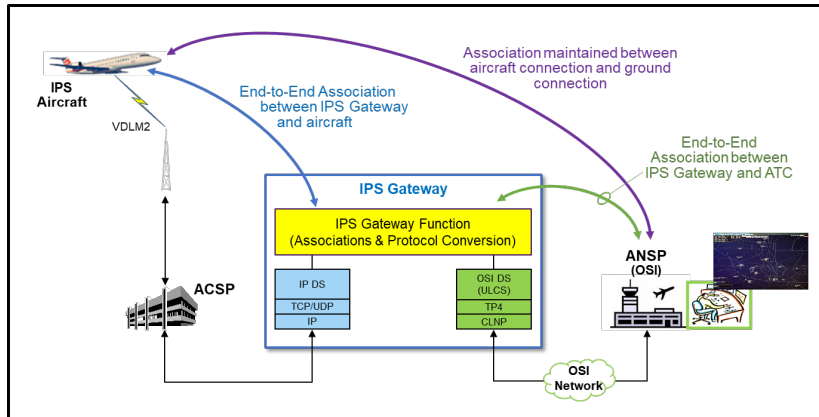 IPS
Aircraft
VDLM2
End-to-End Association
between IPS Gateway
and aircraft
Association maintained between
aircraft connection and ground
connection
End-to-End
Association between
IPS Gateway and ATC
IPS Gateway
IPS Gateway Function
(Associations & Protocol Conversion)
IP DS
TCP/UDP
IP
OSI DS
(ULCS)
TP4
CLNP
ACSP
ANSP
(OSI)
OSI
Network